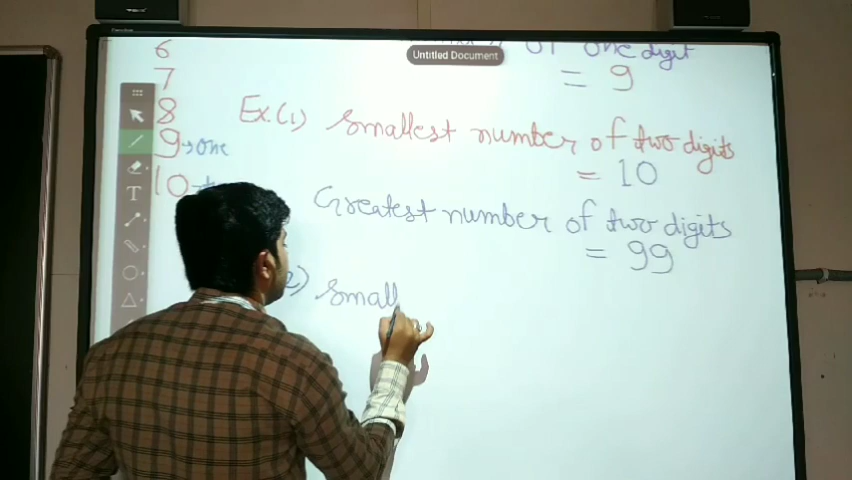 6
7
8
9 → one
10 →
of one digit
= 9
Untitled Document
Ex.(1) Smallest number of two digits
= 10
Greatest number of two digits
= 99
2) Small
T